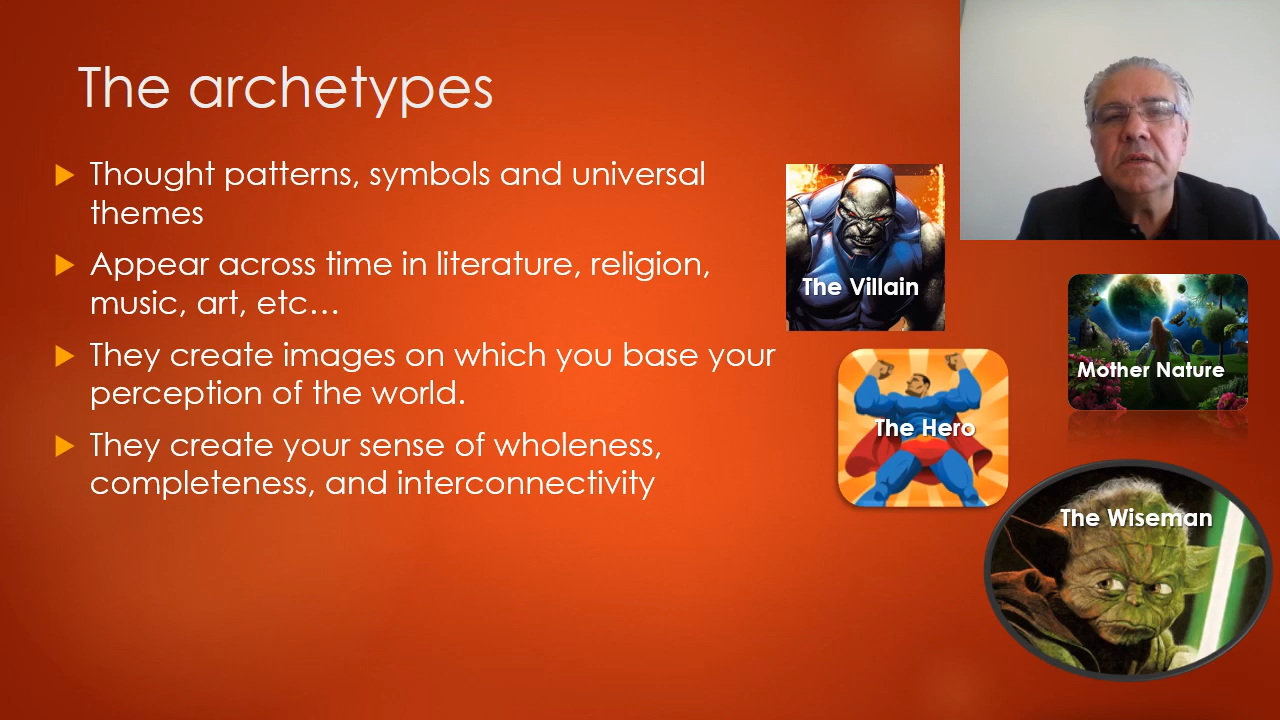 The archetypes
Thought patterns, symbols and universal
themes
Appear across time in literature, religion,
music, art, etc…
They create images on which you base your
perception of the world.
They create your sense of wholeness,
completeness, and interconnectivity
The Villain
Mother Nature
The Hero
The Wiseman